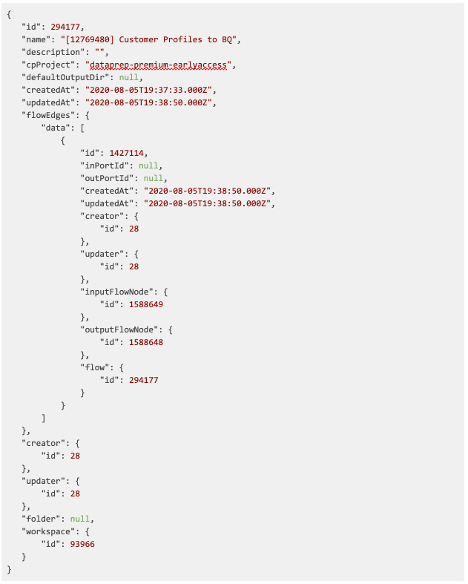 {
"id": 294177,
"name": "[12769480] Customer Profiles to BQ",
"description": "",
"cpProject": "dataprep-premium-earlyaccess",
"defaultOutputDir": null,
"createdAt": "2020-08-05T19:37:33.000Z",
"updatedAt": "2020-08-05T19:38:50.000Z",
"flowEdges": {
"data": [
{
"id": 1427114,
"inPortId": null,
"outPortId": null,
"createdAt": "2020-08-05T19:38:50.000Z",
"updatedAt": "2020-08-05T19:38:50.000Z",
"creator": {
"id": 28
},
"updater": {
"id": 28
},
"inputFlowNode": {
"id": 1588649
},
"outputFlowNode": {
"id": 1588648
},
"flow": {
"id": 294177
}
}
]
},
"creator": {
"id": 28
},
"updater": {
"id": 28
},
"folder": null,
"workspace": {
"id": 93966
}
}